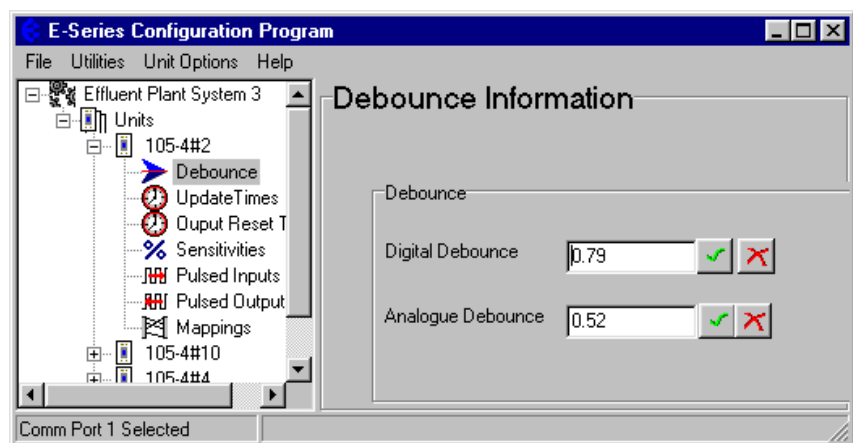 E-Series Configuration Program
File Utilities Unit Options Help
Effluent Plant System 3
Units
105-4#2
Debounce
UpdateTimes
Ouput Reset T
Sensitivities
Pulsed Inputs
Pulsed Output
Mappings
105-4#10
105-4#4
Debounce Information
Debounce
Digital Debounce 0.79
Analogue Debounce 0.52
Comm Port 1 Selected